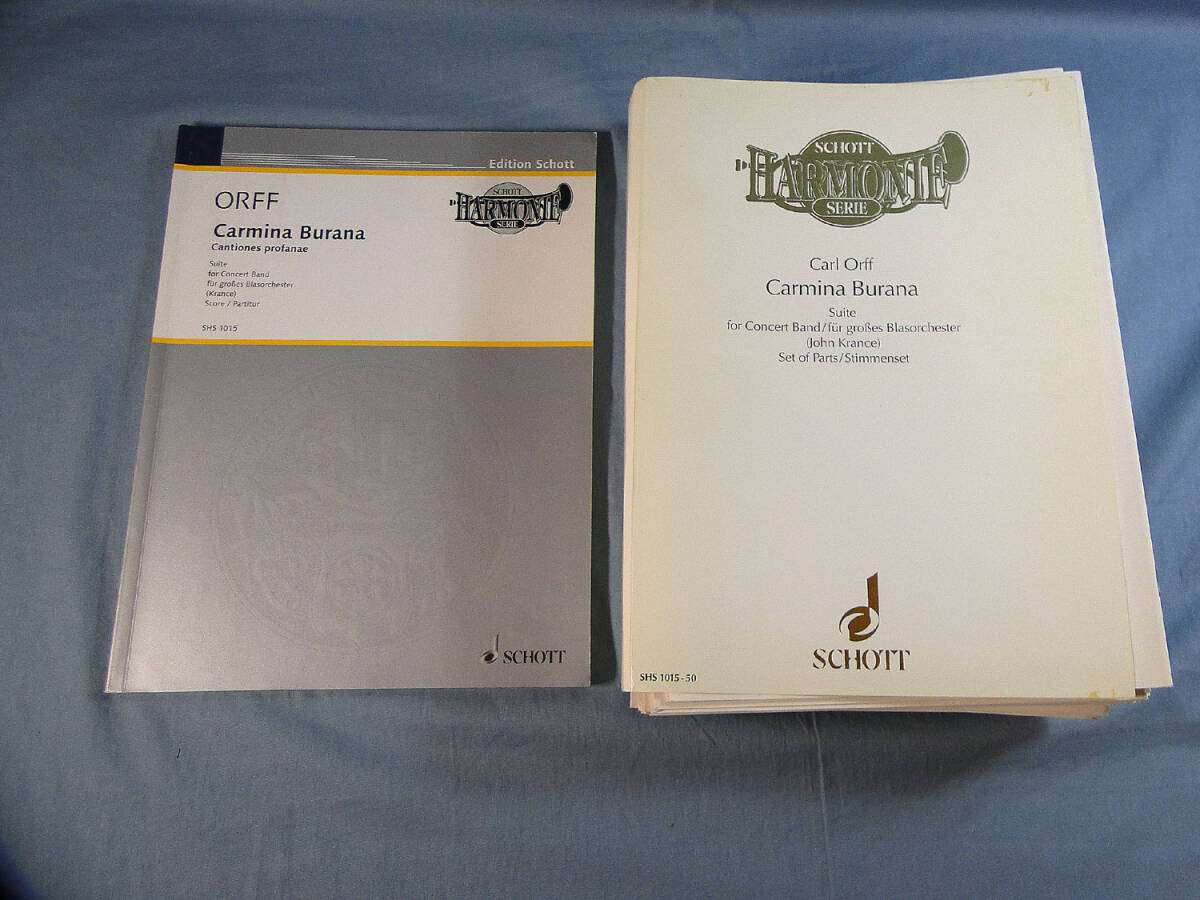 Edition Schott
ORFF
SCHOTT
HARMONIE
SERIE
Carmina Burana
Cantiones profanae
Suite
for Concert Band
für großes Blasorchester
(Krance)
Score / Partitur
SHS 1015
SCHOTT
SCHOTT
HARMONIE
SERIE
Carl Orff
Carmina Burana
Suite
for Concert Band/für großes Blasorchester
(John Krance)
Set of Parts/Stimmenset
SCHOTT
SHS 1015-50